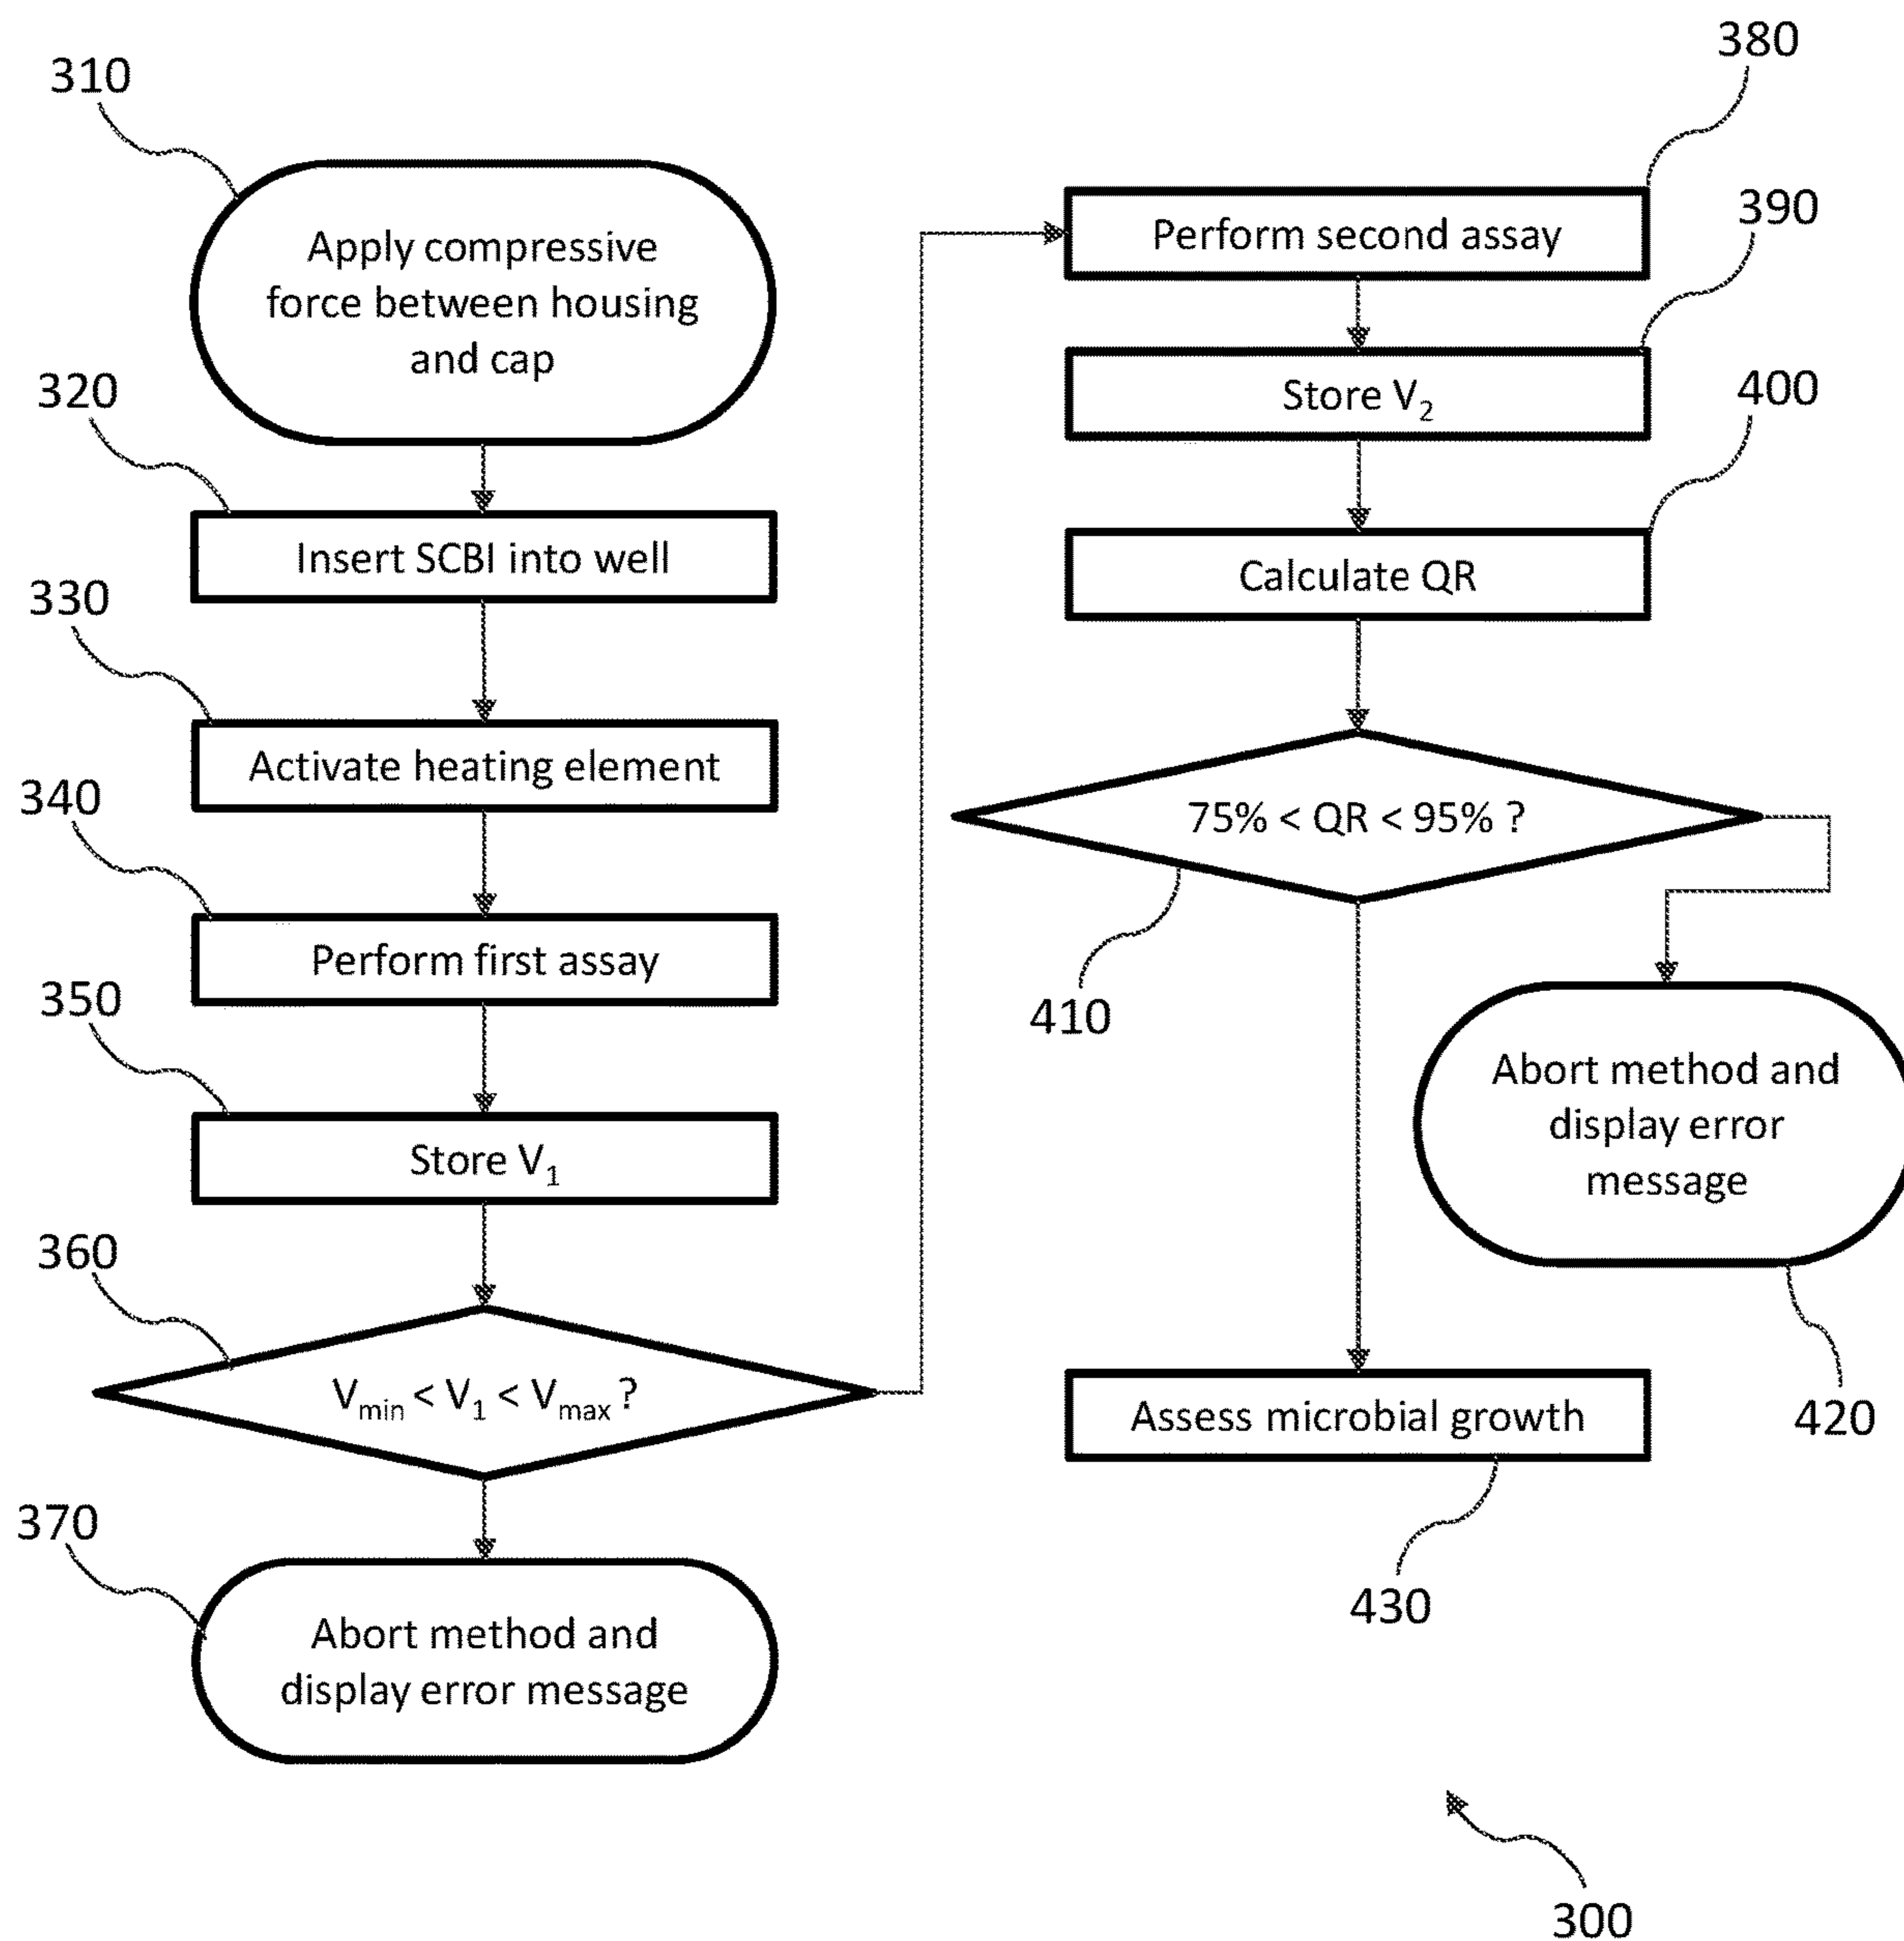 310
Apply compressive
force between housing
and cap
320
Insert SCBI into well
330
Activate heating element
340
Perform first assay
350
Store V₁
360
Vmin < V₁ < Vmax ?
370
Abort method and
display error message
380
Perform second assay
390
Store V₂
400
Calculate QR
75% < QR < 95% ?
410
Abort method and
display error
message
420
Assess microbial growth
430
300